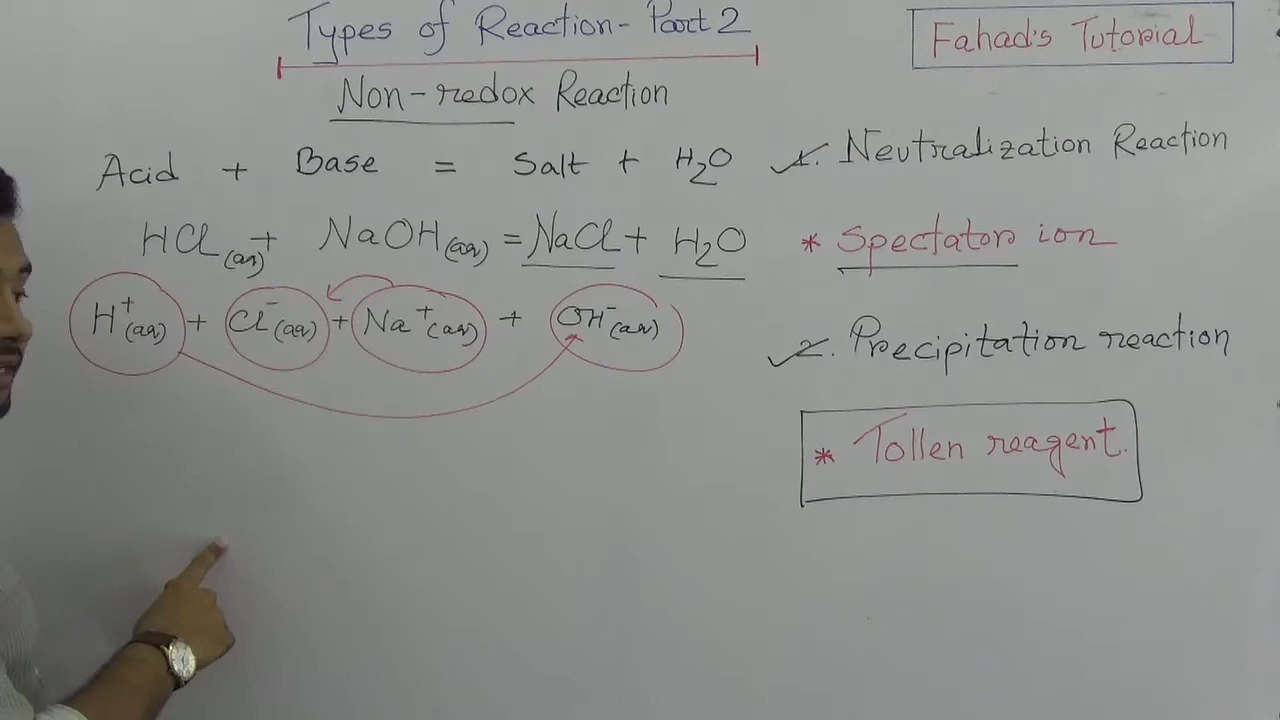 Types of Reaction - Part 2
Fahad's Tutorial
Non-redox Reaction
Acid + Base = Salt + H₂O
1. Neutralization Reaction
HCl(aq) + NaOH(aq) = NaCl + H₂O
* Spectator ion
H⁺(aq) + Cl⁻(aq) + Na⁺(aq) + OH⁻(aq)
2. Precipitation reaction
* Tollen reagent.